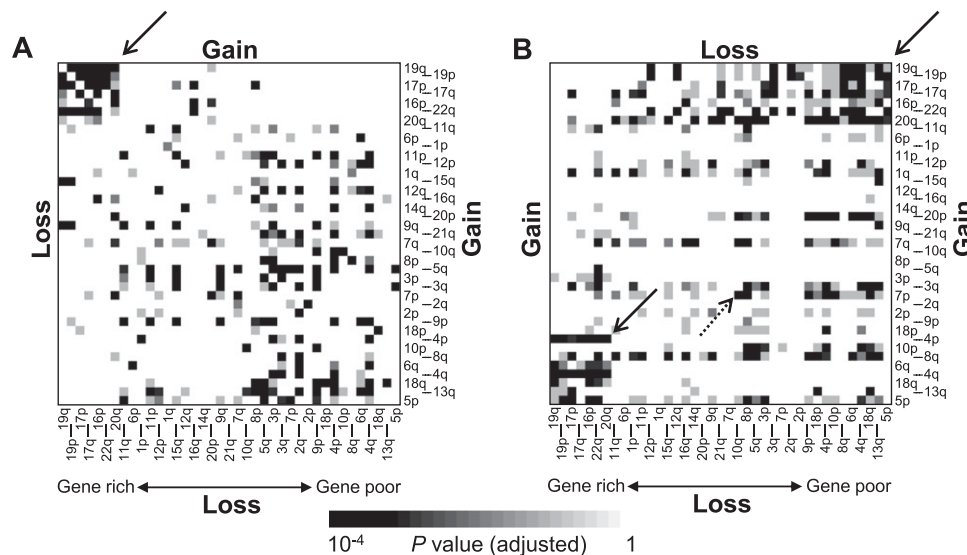 A
Gain
Loss
19q
19p
17p
17q
16p
22q
20q
11q
6p
1p
11p
12p
1q
15q
12q
16q
14q
20p
9q
21q
7q
10q
8p
5q
3p
3q
7p
2q
2p
9p
18p
4p
10p
8q
6q
4q
18q
13q
5p
Gain
19q 17p 16p 20q 6p 11p 1q 12q 14q 9q 7q 8p 3p 7p 2p 18p 10p 6q 18q 5p
19p 17q 22q 11q 1p 12p 15q 16q 20p 21q 10q 5q 3q 2q 9p 4p 8q 4q 13q
Gene rich Gene poor
Loss
B
Loss
Gain
19q
19p
17p
17q
16p
22q
20q
11q
6p
1p
11p
12p
1q
15q
12q
16q
14q
20p
9q
21q
7q
10q
8p
5q
3p
3q
7p
2q
2p
9p
18p
4p
10p
8q
6q
4q
18q
13q
5p
Gain
19q 17p 6p 20q 6p 11p 1q 12q 14q 9q 7q 8p 3p 7p 2p 18p 10p 6q 18q 5p
19p 17q 22q 11q 1p 12p 15q 16q 20p 21q 10q 5q 3q 2q 9p 4p 8q 4q 13q
Gene rich Gene poor
Loss
10⁻⁴ P value (adjusted) 1